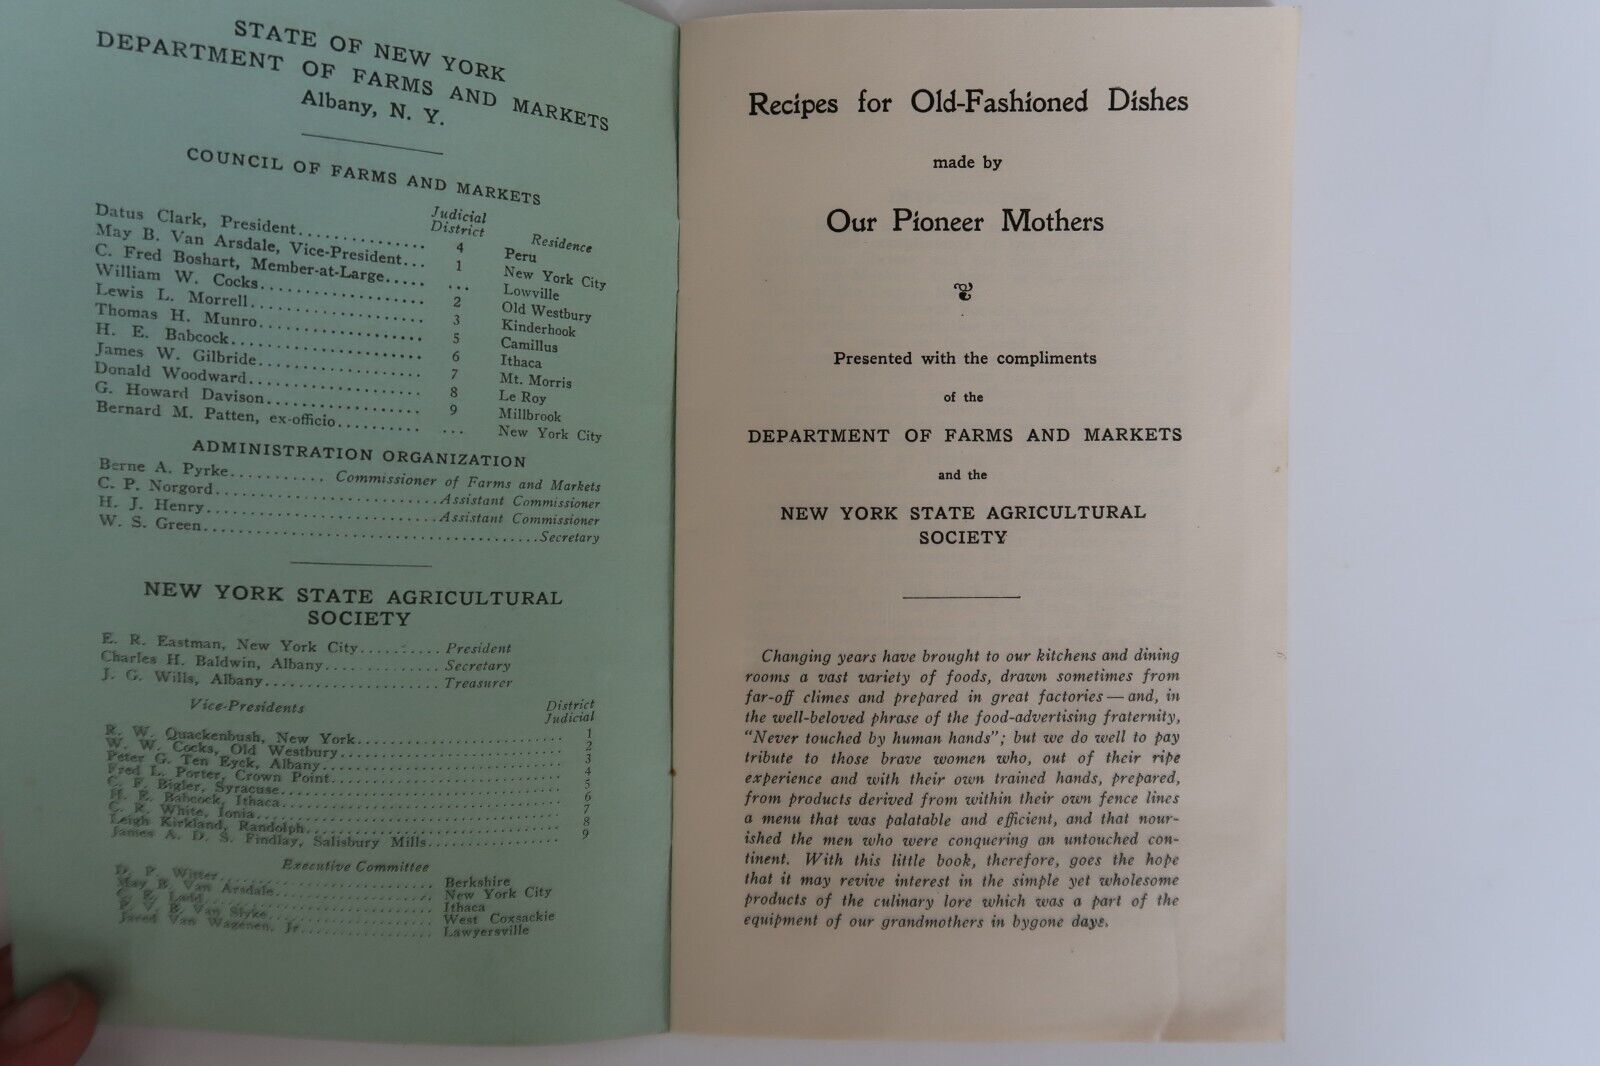 STATE OF NEW YORK
DEPARTMENT OF FARMS AND MARKETS
Albany, N. Y.
COUNCIL OF FARMS AND MARKETS
Judicial
District Residence
Datus Clark, President............... 4 Peru
May B. Van Arsdale, Vice-President... 1 New York City
C. Fred Boshart, Member-at-Large..... ... Lowville
William W. Cocks.................. 2 Old Westbury
Lewis L. Morrell................... 3 Kinderhook
Thomas H. Munro.................. 5 Camillus
H. E. Babcock..................... 6 Ithaca
James W. Gilbride.................. 7 Mt. Morris
Donald Woodward.................. 8 Le Roy
G. Howard Davison................. 9 Millbrook
Bernard M. Patten, ex-officio.......... ... New York City
ADMINISTRATION ORGANIZATION
Berne A. Pyrke........... Commissioner of Farms and Markets
C. P. Norgord.........................Assistant Commissioner
H. J. Henry..........................Assistant Commissioner
W. S. Green.......................................Secretary
NEW YORK STATE AGRICULTURAL
SOCIETY
E. R. Eastman, New York City.......... President
Charles H. Baldwin, Albany............. Secretary
J. G. Wills, Albany.................... Treasurer
Vice-Presidents District
Judicial
R. W. Quackenbush, New York.................... 1
W. W. Cocks, Old Westbury...................... 2
Peter G. Ten Eyck, Albany....................... 3
Fred L. Porter, Crown Point...................... 4
C. F. Bigler, Syracuse........................... 5
H. E. Babcock, Ithaca........................... 6
C. R. White, Ionia.............................. 7
Leigh Kirkland, Randolph........................ 8
James A. D. S. Findlay, Salisbury Mills............. 9
Executive Committee
D. P. Witter........................... Berkshire
May B. Van Arsdale.................... New York City
C. E. Ladd............................ Ithaca
Van Slyke..................... West Coxsackie
Jared Van Wagenen, Jr................. Lawyersville
Recipes for Old-Fashioned Dishes
made by
Our Pioneer Mothers
Presented with the compliments
of the
DEPARTMENT OF FARMS AND MARKETS
and the
NEW YORK STATE AGRICULTURAL
SOCIETY
Changing years have brought to our kitchens and dining
rooms a vast variety of foods, drawn sometimes from
far-off climes and prepared in great factories — and, in
the well-beloved phrase of the food-advertising fraternity,
"Never touched by human hands"; but we do well to pay
tribute to those brave women who, out of their ripe
experience and with their own trained hands, prepared,
from products derived from within their own fence lines
a menu that was palatable and efficient, and that nour-
ished the men who were conquering an untouched con-
tinent. With this little book, therefore, goes the hope
that it may revive interest in the simple yet wholesome
products of the culinary lore which was a part of the
equipment of our grandmothers in bygone days.